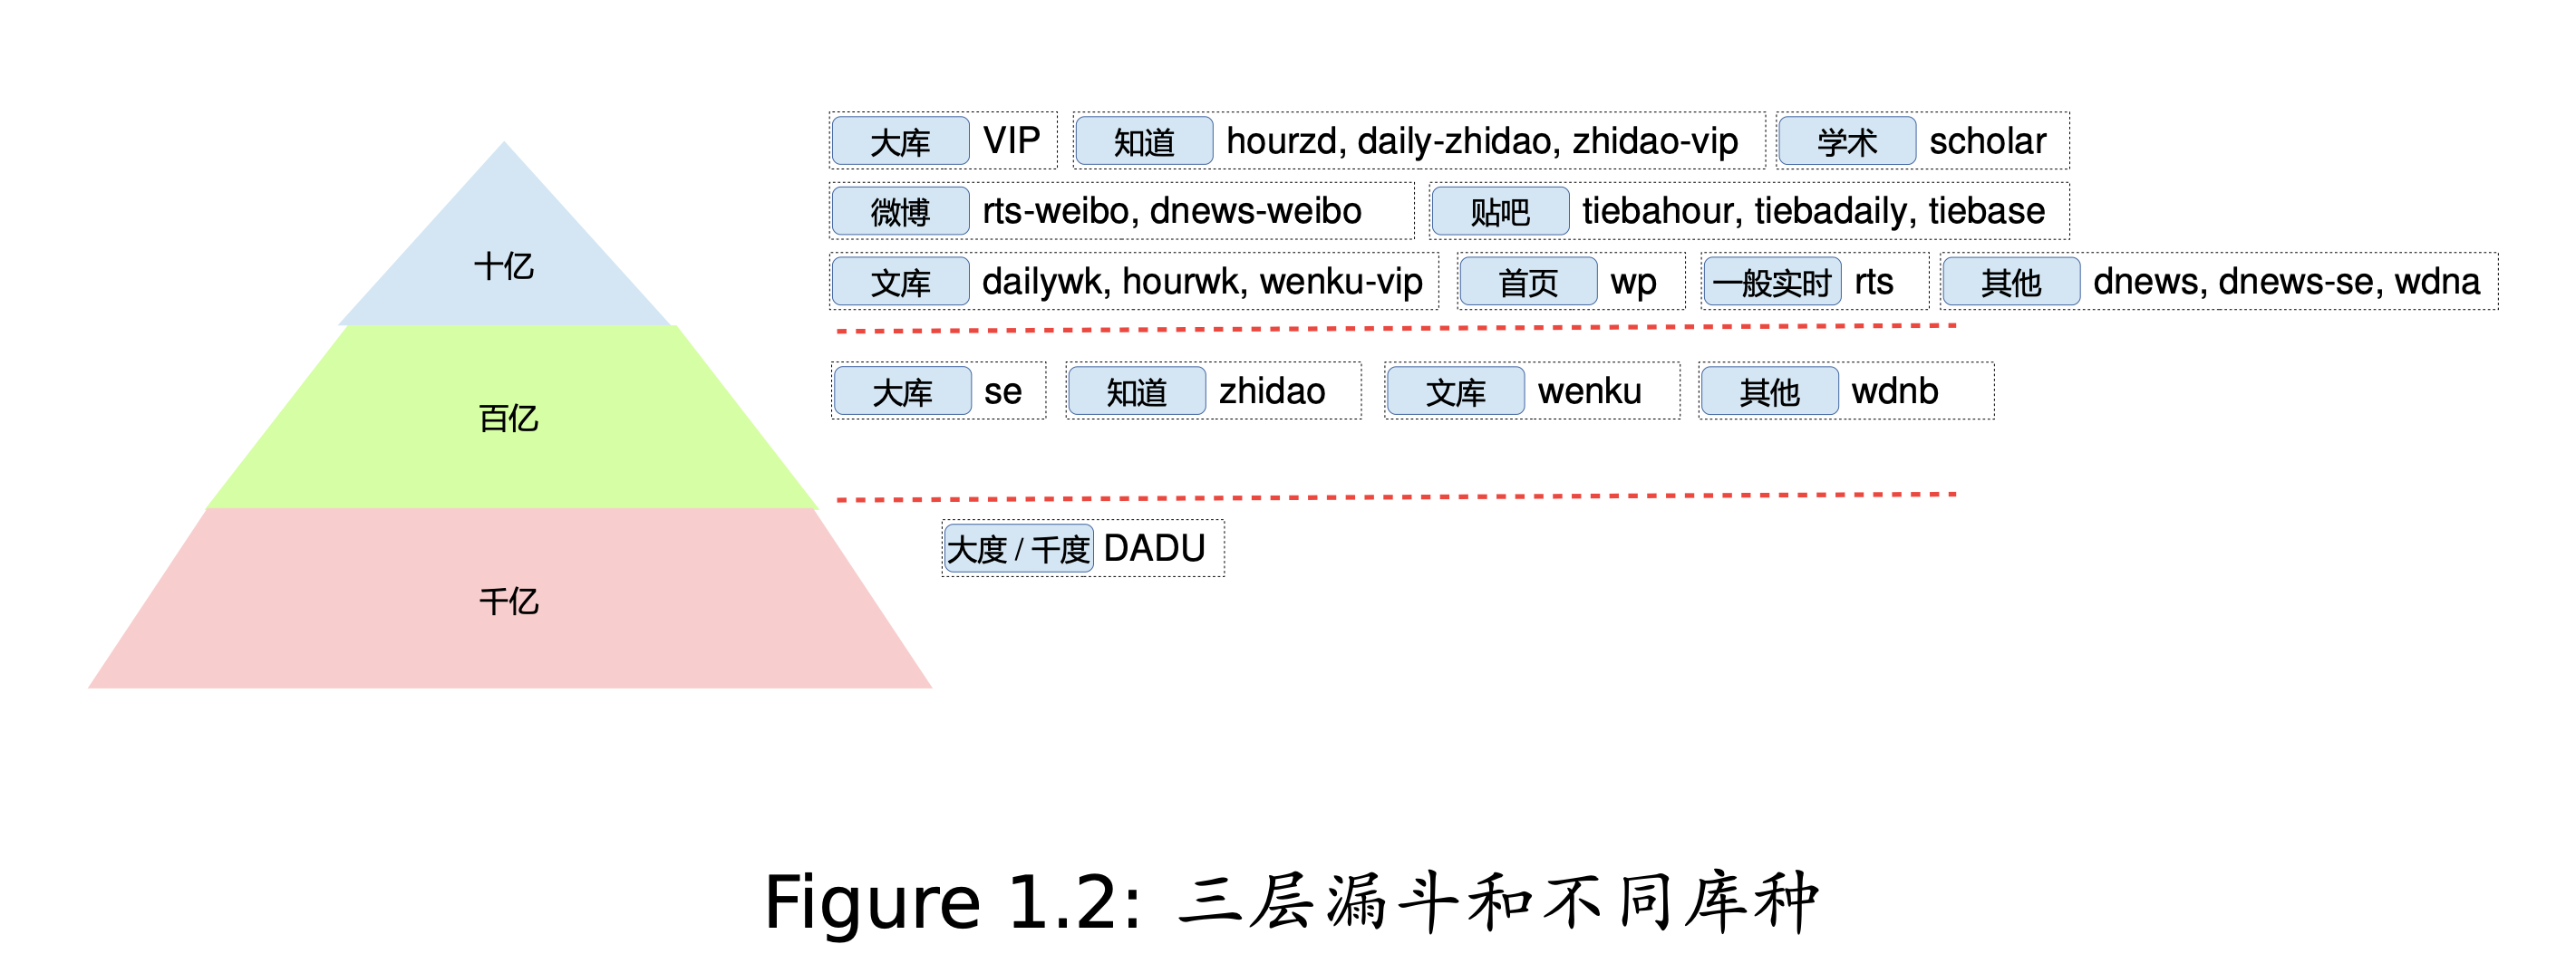 大库 VIP 知道 hourzd, daily-zhidao, zhidao-vip 学术 scholar
微博 rts-weibo, dnews-weibo 贴吧 tiebahour, tiebadaily, tiebase
十亿
文库 dailywk, hourwk, wenku-vip 首页 wp 一般实时 rts 其他 dnews, dnews-se, wdna
百亿
大库 se 知道 zhidao 文库 wenku 其他 wdnb
大度 / 千度 DADU
千亿
Figure 1.2: 三层漏斗和不同库种